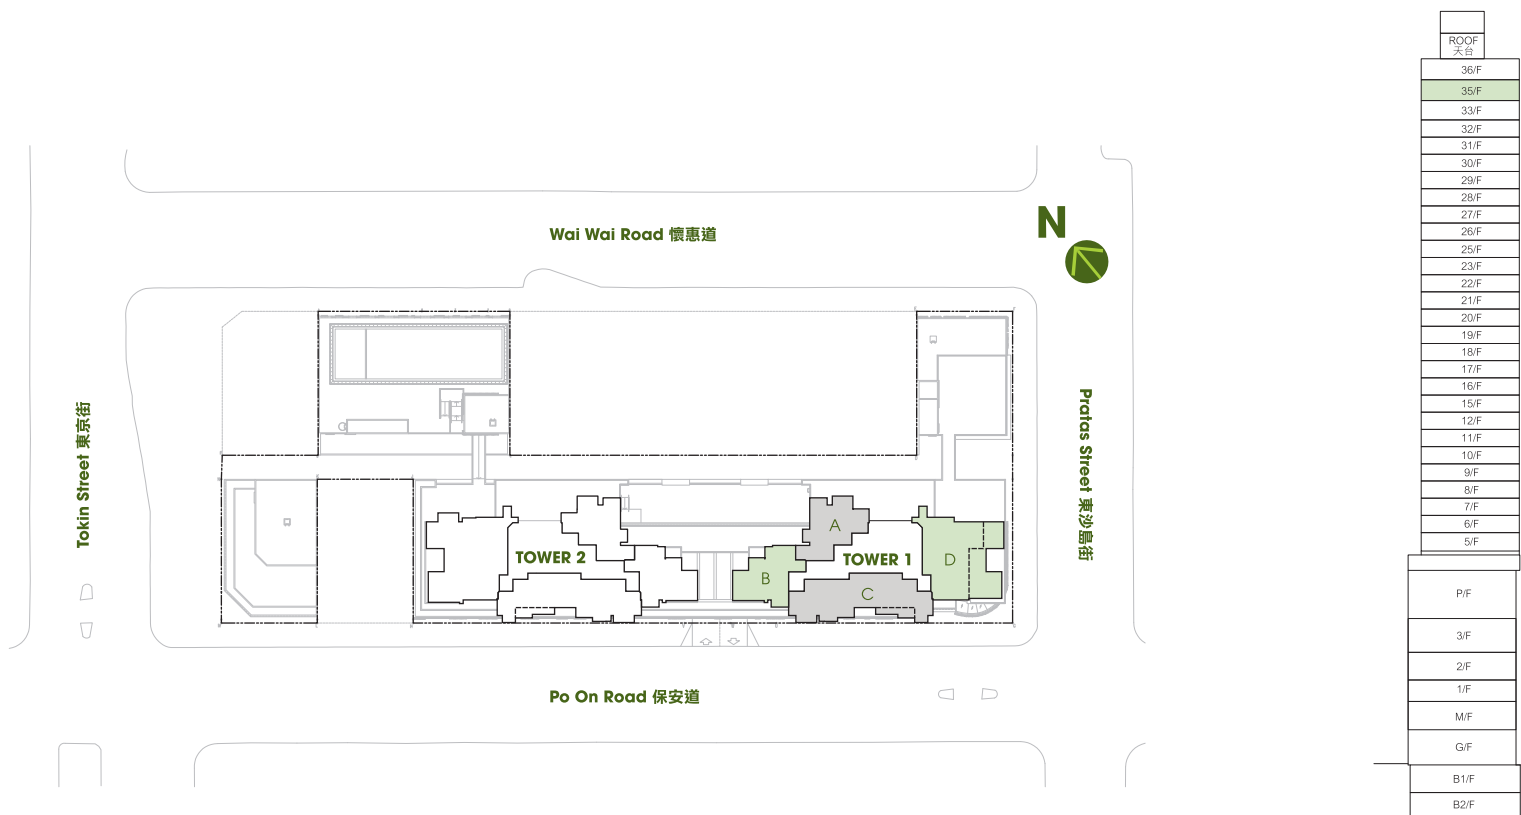 N
Wai Wai Road 懷惠道
Tokin Street 東京街
Pratas Street 東沙島街
A
B
C
D
TOWER 2
TOWER 1
Po On Road 保安道
ROOF
天台
36/F
35/F
33/F
32/F
31/F
30/F
29/F
28/F
27/F
26/F
25/F
23/F
22/F
21/F
20/F
19/F
18/F
17/F
16/F
15/F
12/F
11/F
10/F
9/F
8/F
7/F
6/F
5/F
P/F
3/F
2/F
1/F
M/F
G/F
B1/F
B2/F